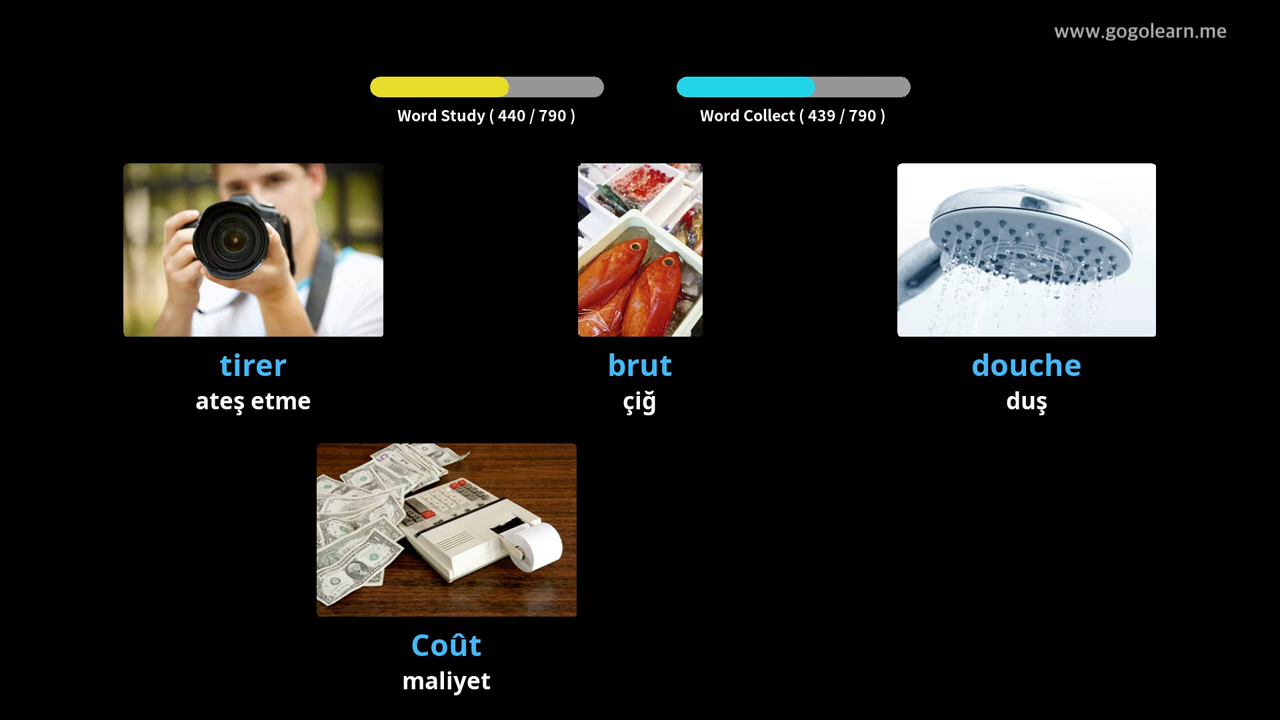 www.gogolearn.me
Word Study ( 440 / 790 )
Word Collect ( 439 / 790 )
tirer
ateş etme
brut
çiğ
douche
duş
Coût
maliyet